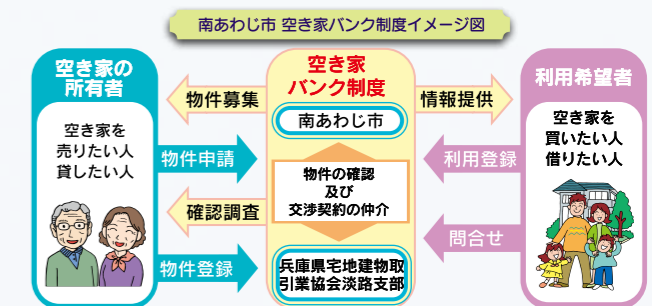 南あわじ市 空き家バンク制度イメージ図
空き家の
所有者
空き家を
売りたい人
貸したい人
物件募集
物件申請
確認調査
物件登録
空き家
バンク制度
南あわじ市
物件の確認
及び
交渉契約の仲介
兵庫県宅地建物取
引業協会淡路支部
情報提供
利用登録
問合せ
利用希望者
空き家を
買いたい人
借りたい人